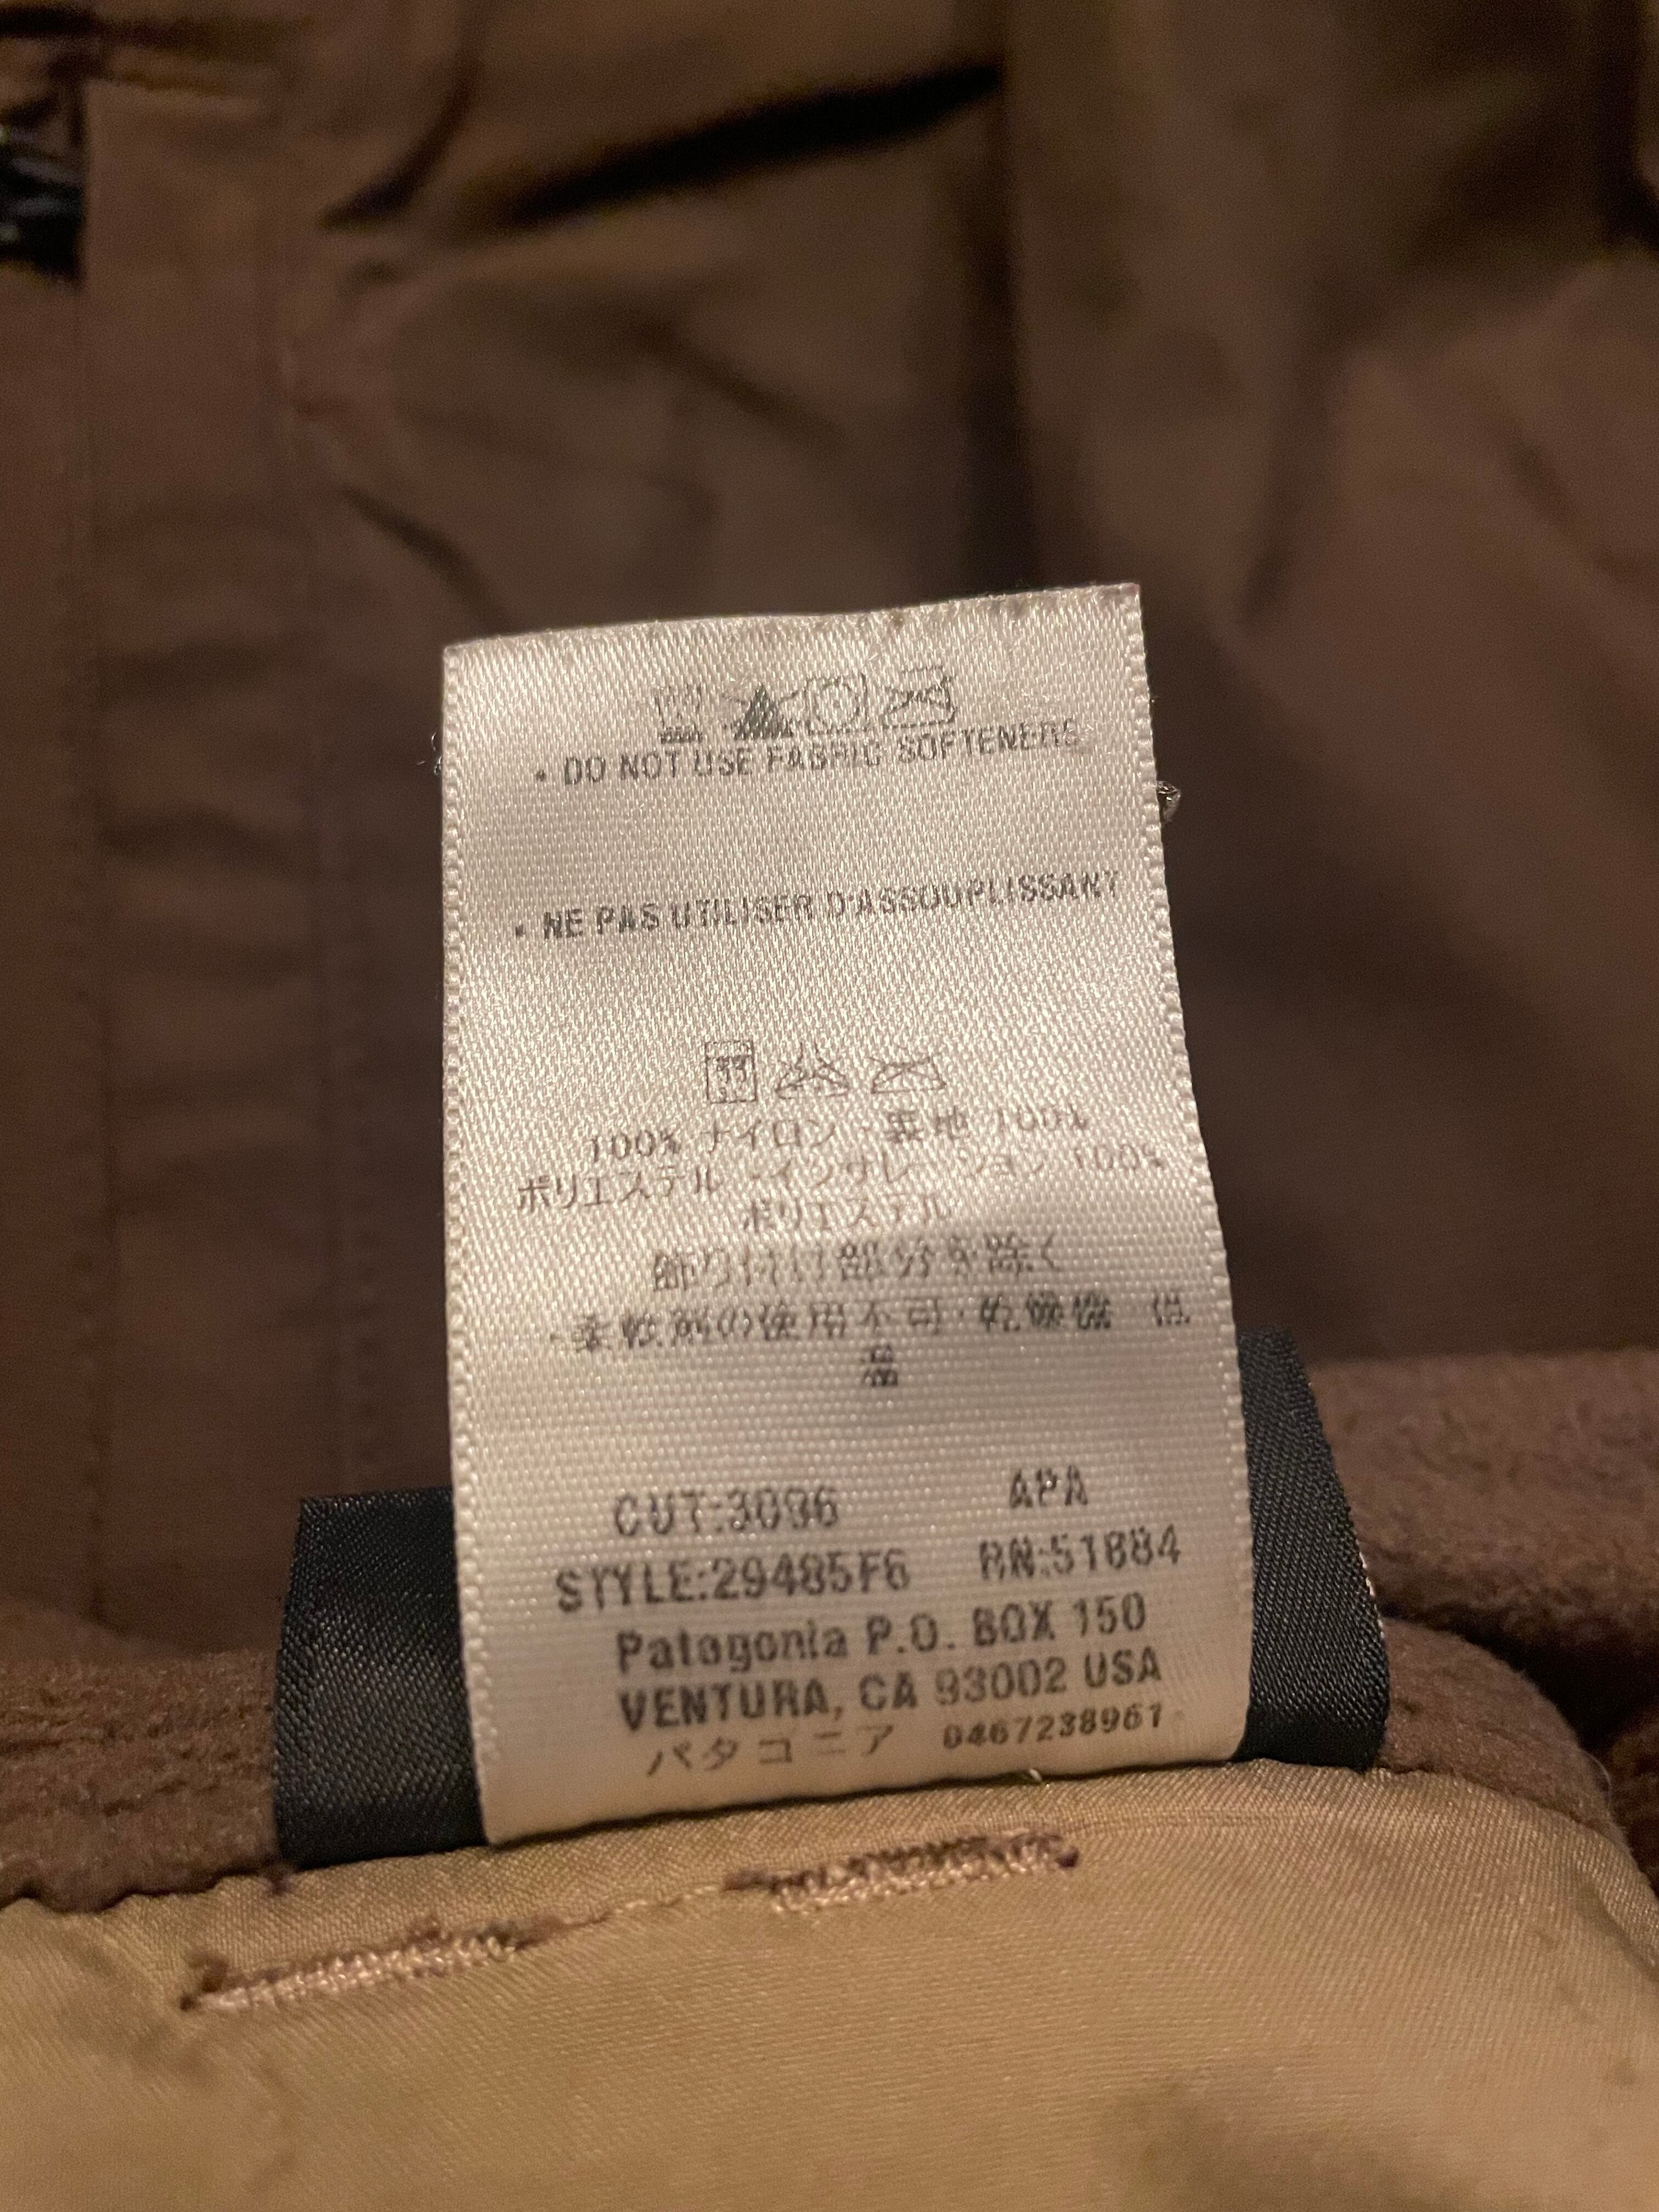 • DO NOT USE FABRIC SOFTENERS
• NE PAS UTILISER D'ASSOUPLISSANT
100% ナイロン・裏地 100%
ポリエステル・インサレーション 100%
ポリエステル
飾り付け部分を除く
・柔軟剤の使用不可・乾燥機 低
温
CUT:3096 APA
STYLE:29485F6 RN:51884
Patagonia P.O. BOX 150
VENTURA, CA 93002 USA
パタゴニア 0467238961